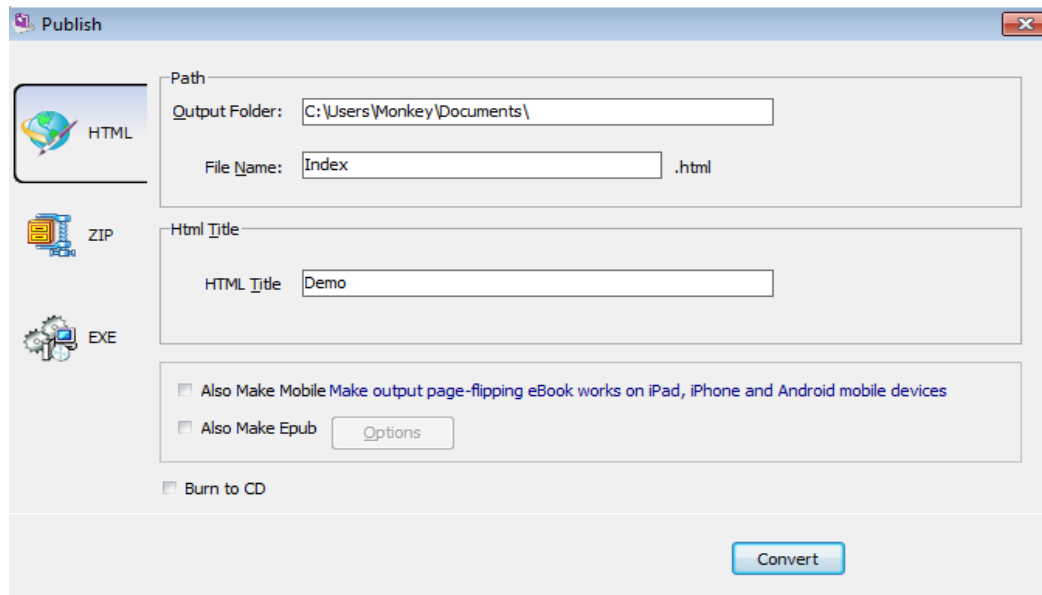 Publish
HTML
ZIP
EXE
Path
Output Folder: C:\Users\Monkey\Documents\
File Name: Index .html
Html Title
HTML Title Demo
Also Make Mobile Make output page-flipping eBook works on iPad, iPhone and Android mobile devices
Also Make Epub Options
Burn to CD
Convert